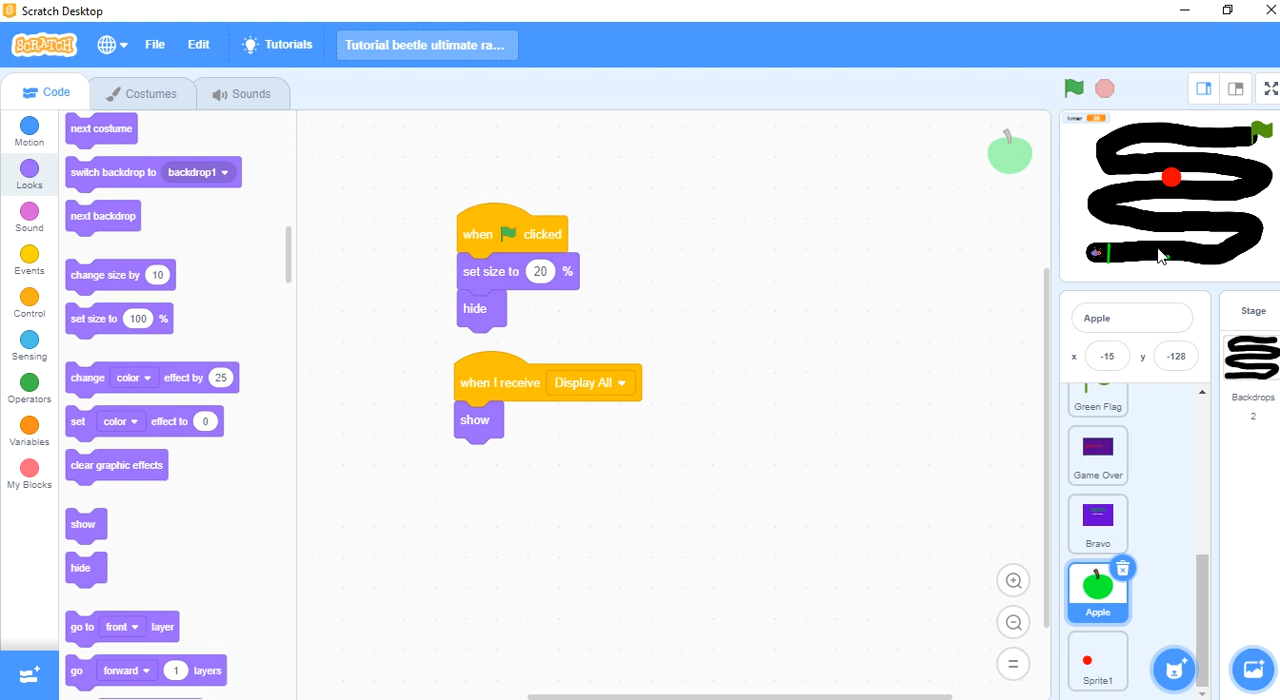 Scratch Desktop
SCRATCH File Edit Tutorials Tutorial beetle ultimate ra...
Code Costumes Sounds
Motion
Looks
Sound
Events
Control
Sensing
Operators
Variables
My Blocks
next costume
switch backdrop to backdrop1
next backdrop
change size by 10
set size to 100 %
change color effect by 25
set color effect to 0
clear graphic effects
show
hide
go to front layer
go forward 1 layers
when clicked
set size to 20 %
hide
when I receive Display All
show
Apple
x -15 y -128
Green Flag
Game Over
Bravo
Apple
Sprite1
Stage
Backdrops
2